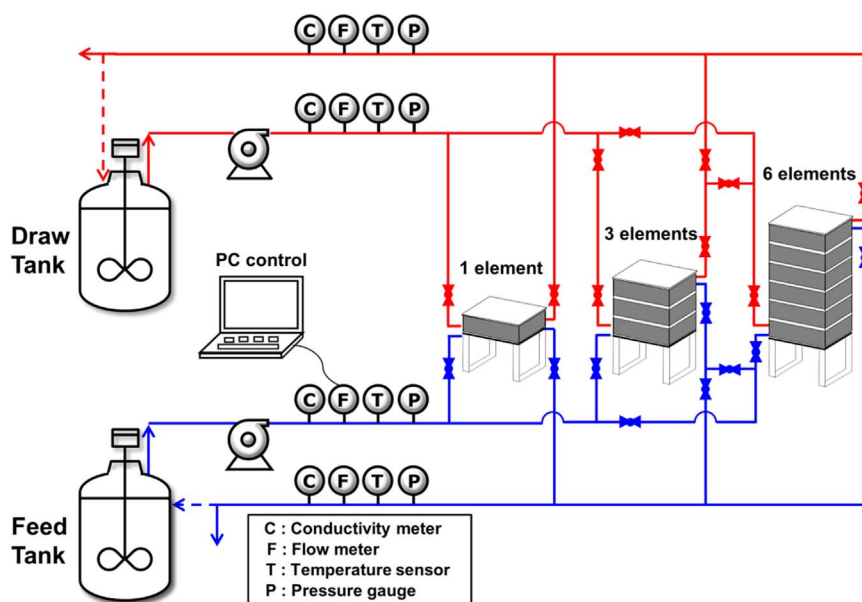 C F T P
C F T P
6 elements
3 elements
1 element
Draw
Tank
PC control
C F T P
C F T P
Feed
Tank
C : Conductivity meter
F : Flow meter
T : Temperature sensor
P : Pressure gauge